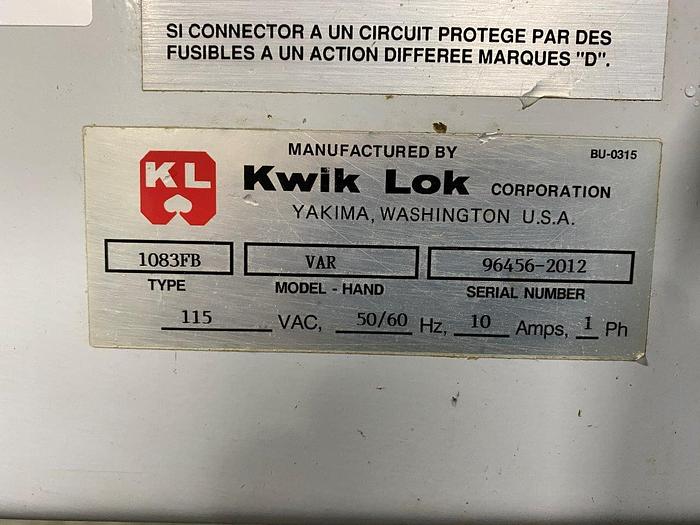 SI CONNECTOR A UN CIRCUIT PROTEGE PAR DES
FUSIBLES A UN ACTION DIFFEREE MARQUES "D".
MANUFACTURED BY
BU-0315
KL
Kwik Lok CORPORATION
YAKIMA, WASHINGTON U.S.A.
1083FB VAR 96456-2012
TYPE MODEL - HAND SERIAL NUMBER
115 VAC, 50/60 Hz, 10 Amps, 1 Ph